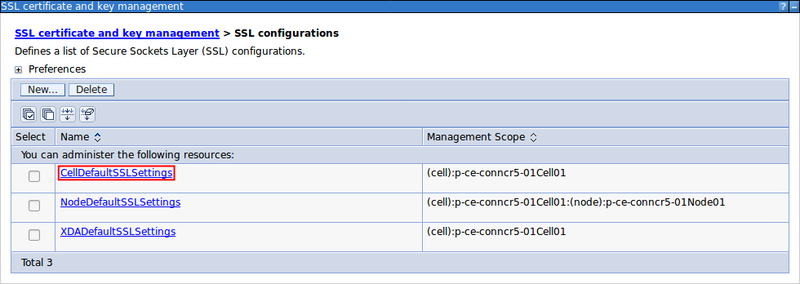 SSL certificate and key management ? –
SSL certificate and key management > SSL configurations
Defines a list of Secure Sockets Layer (SSL) configurations.
+ Preferences
New... Delete
Select Name Management Scope
You can administer the following resources:
CellDefaultSSLSettings (cell):p-ce-conncr5-01Cell01
NodeDefaultSSLSettings (cell):p-ce-conncr5-01Cell01:(node):p-ce-conncr5-01Node01
XDADefaultSSLSettings (cell):p-ce-conncr5-01Cell01
Total 3